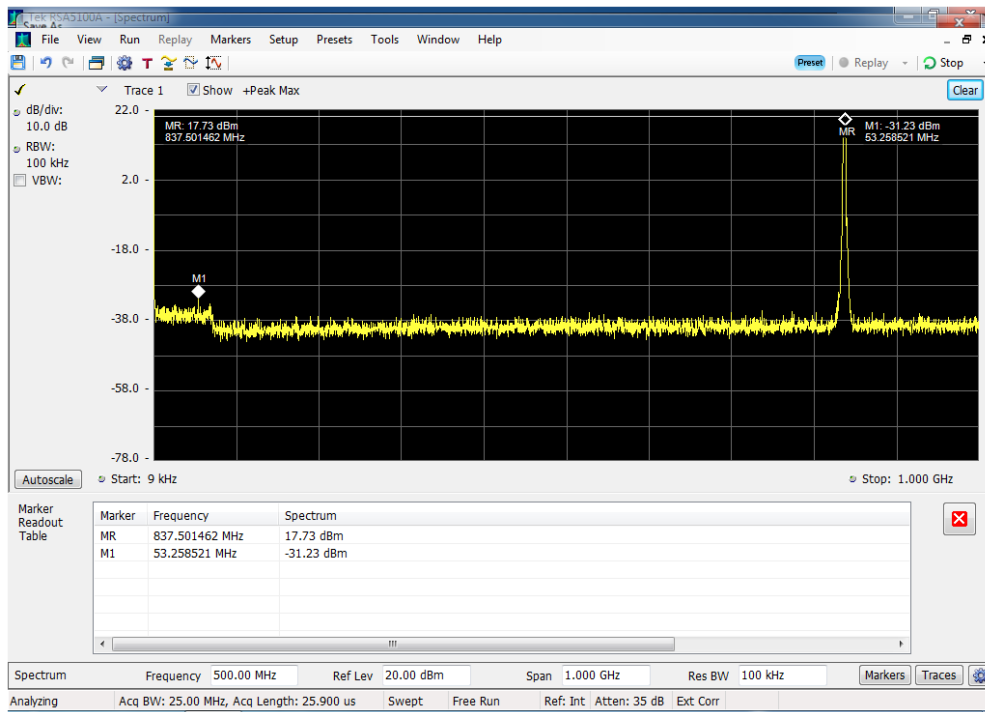 Tek RSA5100A - [Spectrum]
Save As
File View Run Replay Markers Setup Presets Tools Window Help
Preset Replay Stop
Trace 1 Show +Peak Max Clear
dB/div:
10.0 dB
RBW:
100 kHz
VBW:
22.0
2.0
-18.0
-38.0
-58.0
-78.0
MR: 17.73 dBm
837.501462 MHz
MR
M1: -31.23 dBm
53.258521 MHz
M1
Autoscale Start: 9 kHz Stop: 1.000 GHz
Marker
Readout
Table
Marker Frequency Spectrum
MR 837.501462 MHz 17.73 dBm
M1 53.258521 MHz -31.23 dBm
Spectrum Frequency 500.00 MHz Ref Lev 20.00 dBm Span 1.000 GHz Res BW 100 kHz Markers Traces
Analyzing Acq BW: 25.00 MHz, Acq Length: 25.900 us Swept Free Run Ref: Int Atten: 35 dB Ext Corr